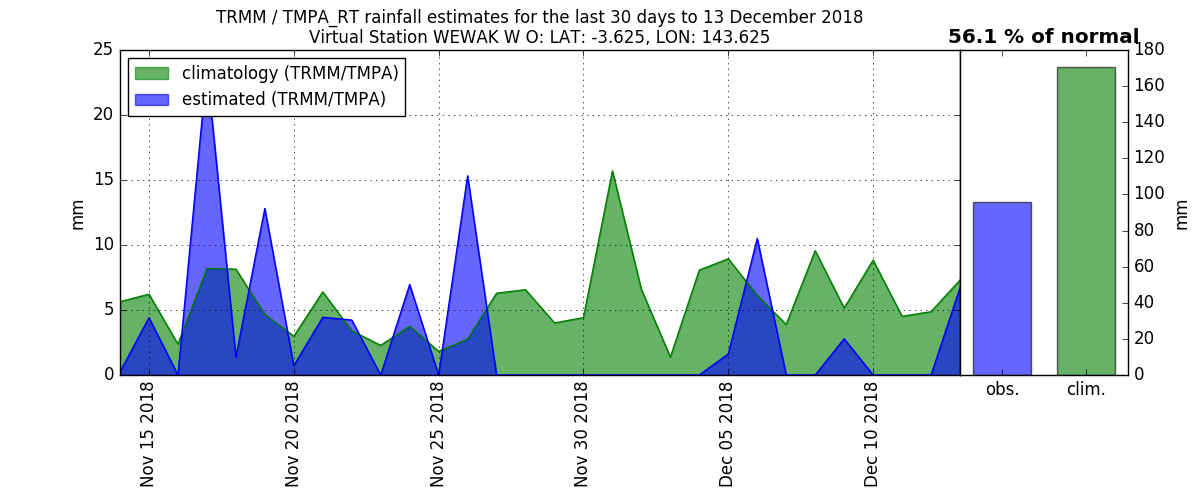 TRMM / TMPA_RT rainfall estimates for the last 30 days to 13 December 2018
Virtual Station WEWAK W O: LAT: -3.625, LON: 143.625
56.1 % of normal
climatology (TRMM/TMPA)
estimated (TRMM/TMPA)
25
20
15
10
5
0
mm
Nov 15 2018
Nov 20 2018
Nov 25 2018
Nov 30 2018
Dec 05 2018
Dec 10 2018
180
160
140
120
100
80
60
40
20
0
mm
obs.
clim.